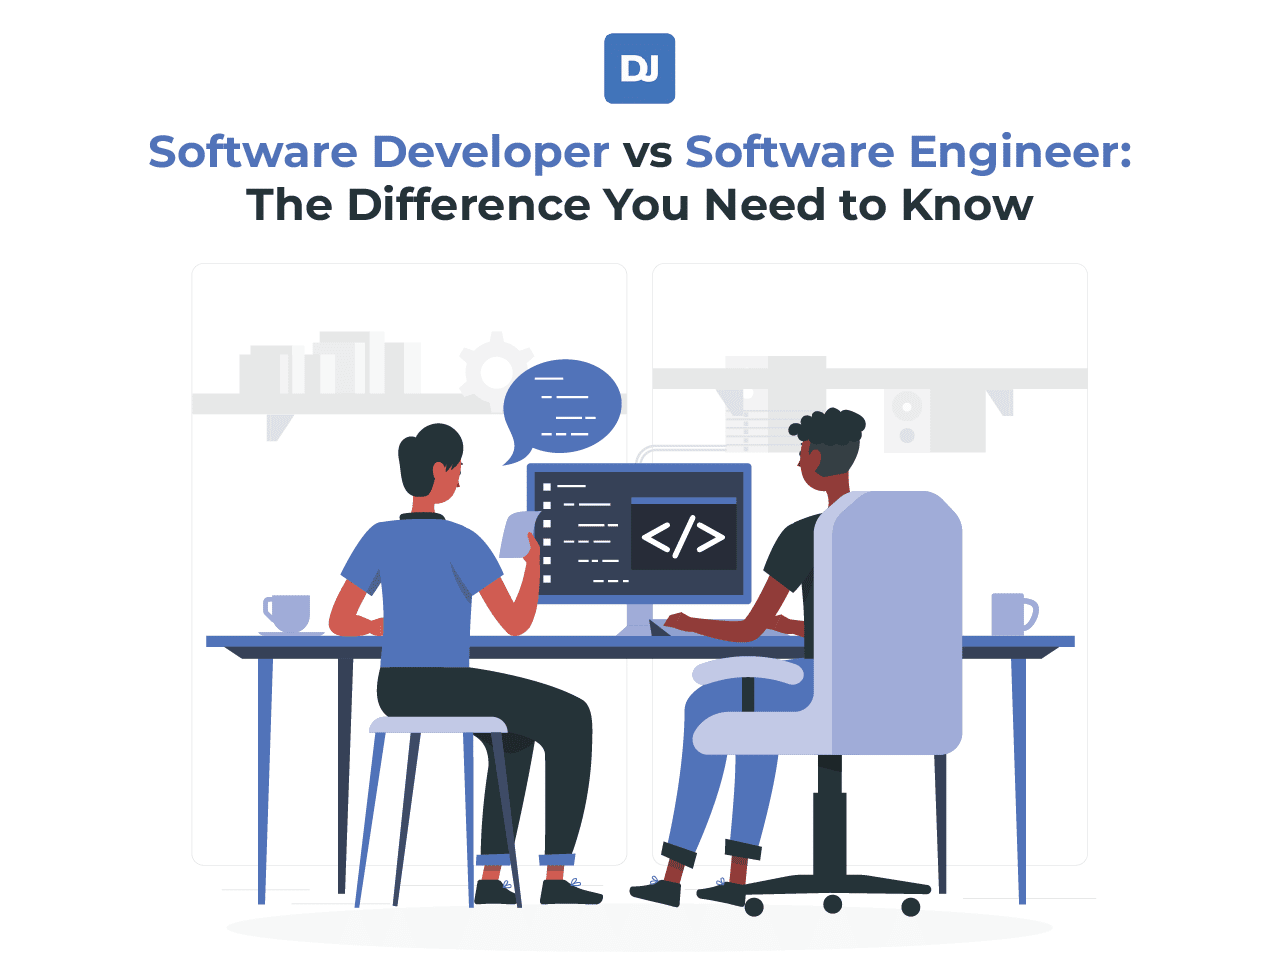 DJ
Software Developer vs Software Engineer:
The Difference You Need to Know
</>